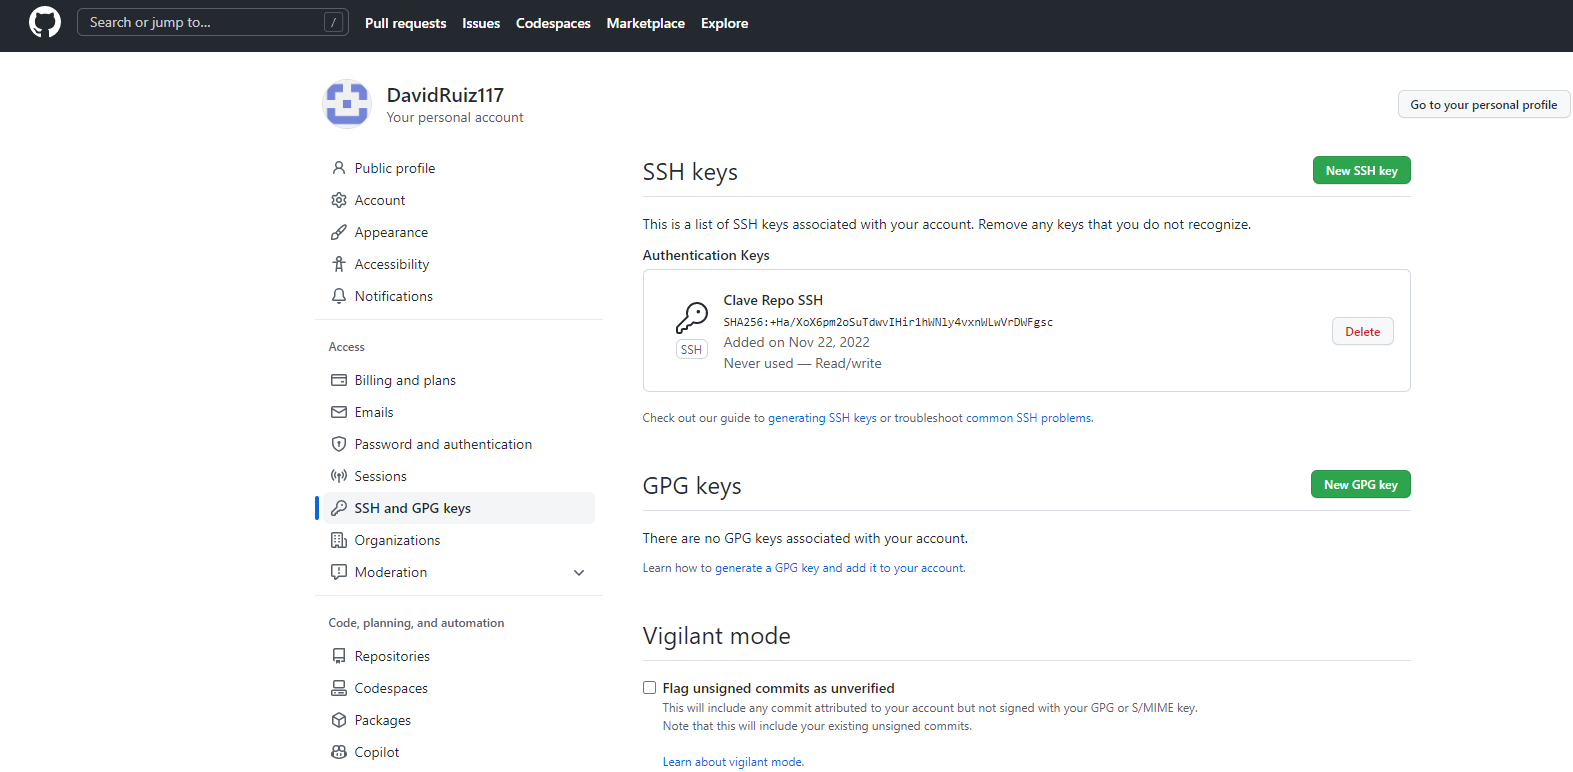 Search or jump to...
/
Pull requests
Issues
Codespaces
Marketplace
Explore
DavidRuiz117
Your personal account
Go to your personal profile
Public profile
Account
Appearance
Accessibility
Notifications
Access
Billing and plans
Emails
Password and authentication
Sessions
SSH and GPG keys
Organizations
Moderation
Code, planning, and automation
Repositories
Codespaces
Packages
Copilot
SSH keys
New SSH key
This is a list of SSH keys associated with your account. Remove any keys that you do not recognize.
Authentication Keys
Clave Repo SSH
SHA256:+Ha/XoX6pm2oSuTdwvIHir1hWNly4vxnWLwVrDWFgsc
Added on Nov 22, 2022
Never used — Read/write
SSH
Delete
Check out our guide to generating SSH keys or troubleshoot common SSH problems.
GPG keys
New GPG key
There are no GPG keys associated with your account.
Learn how to generate a GPG key and add it to your account.
Vigilant mode
Flag unsigned commits as unverified
This will include any commit attributed to your account but not signed with your GPG or S/MIME key.
Note that this will include your existing unsigned commits.
Learn about vigilant mode.